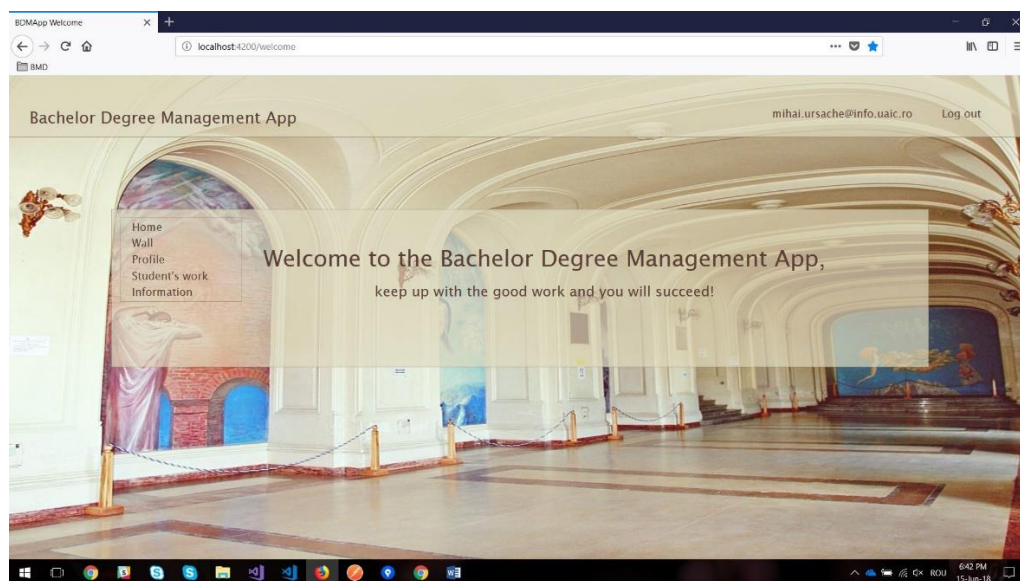 BDMApp Welcome
localhost:4200/welcome
BMD
Bachelor Degree Management App
mihai.ursache@info.uaic.ro Log out
Home
Wall
Profile
Student's work
Information
Welcome to the Bachelor Degree Management App,
keep up with the good work and you will succeed!
ROU
6:42 PM
15-Jun-18